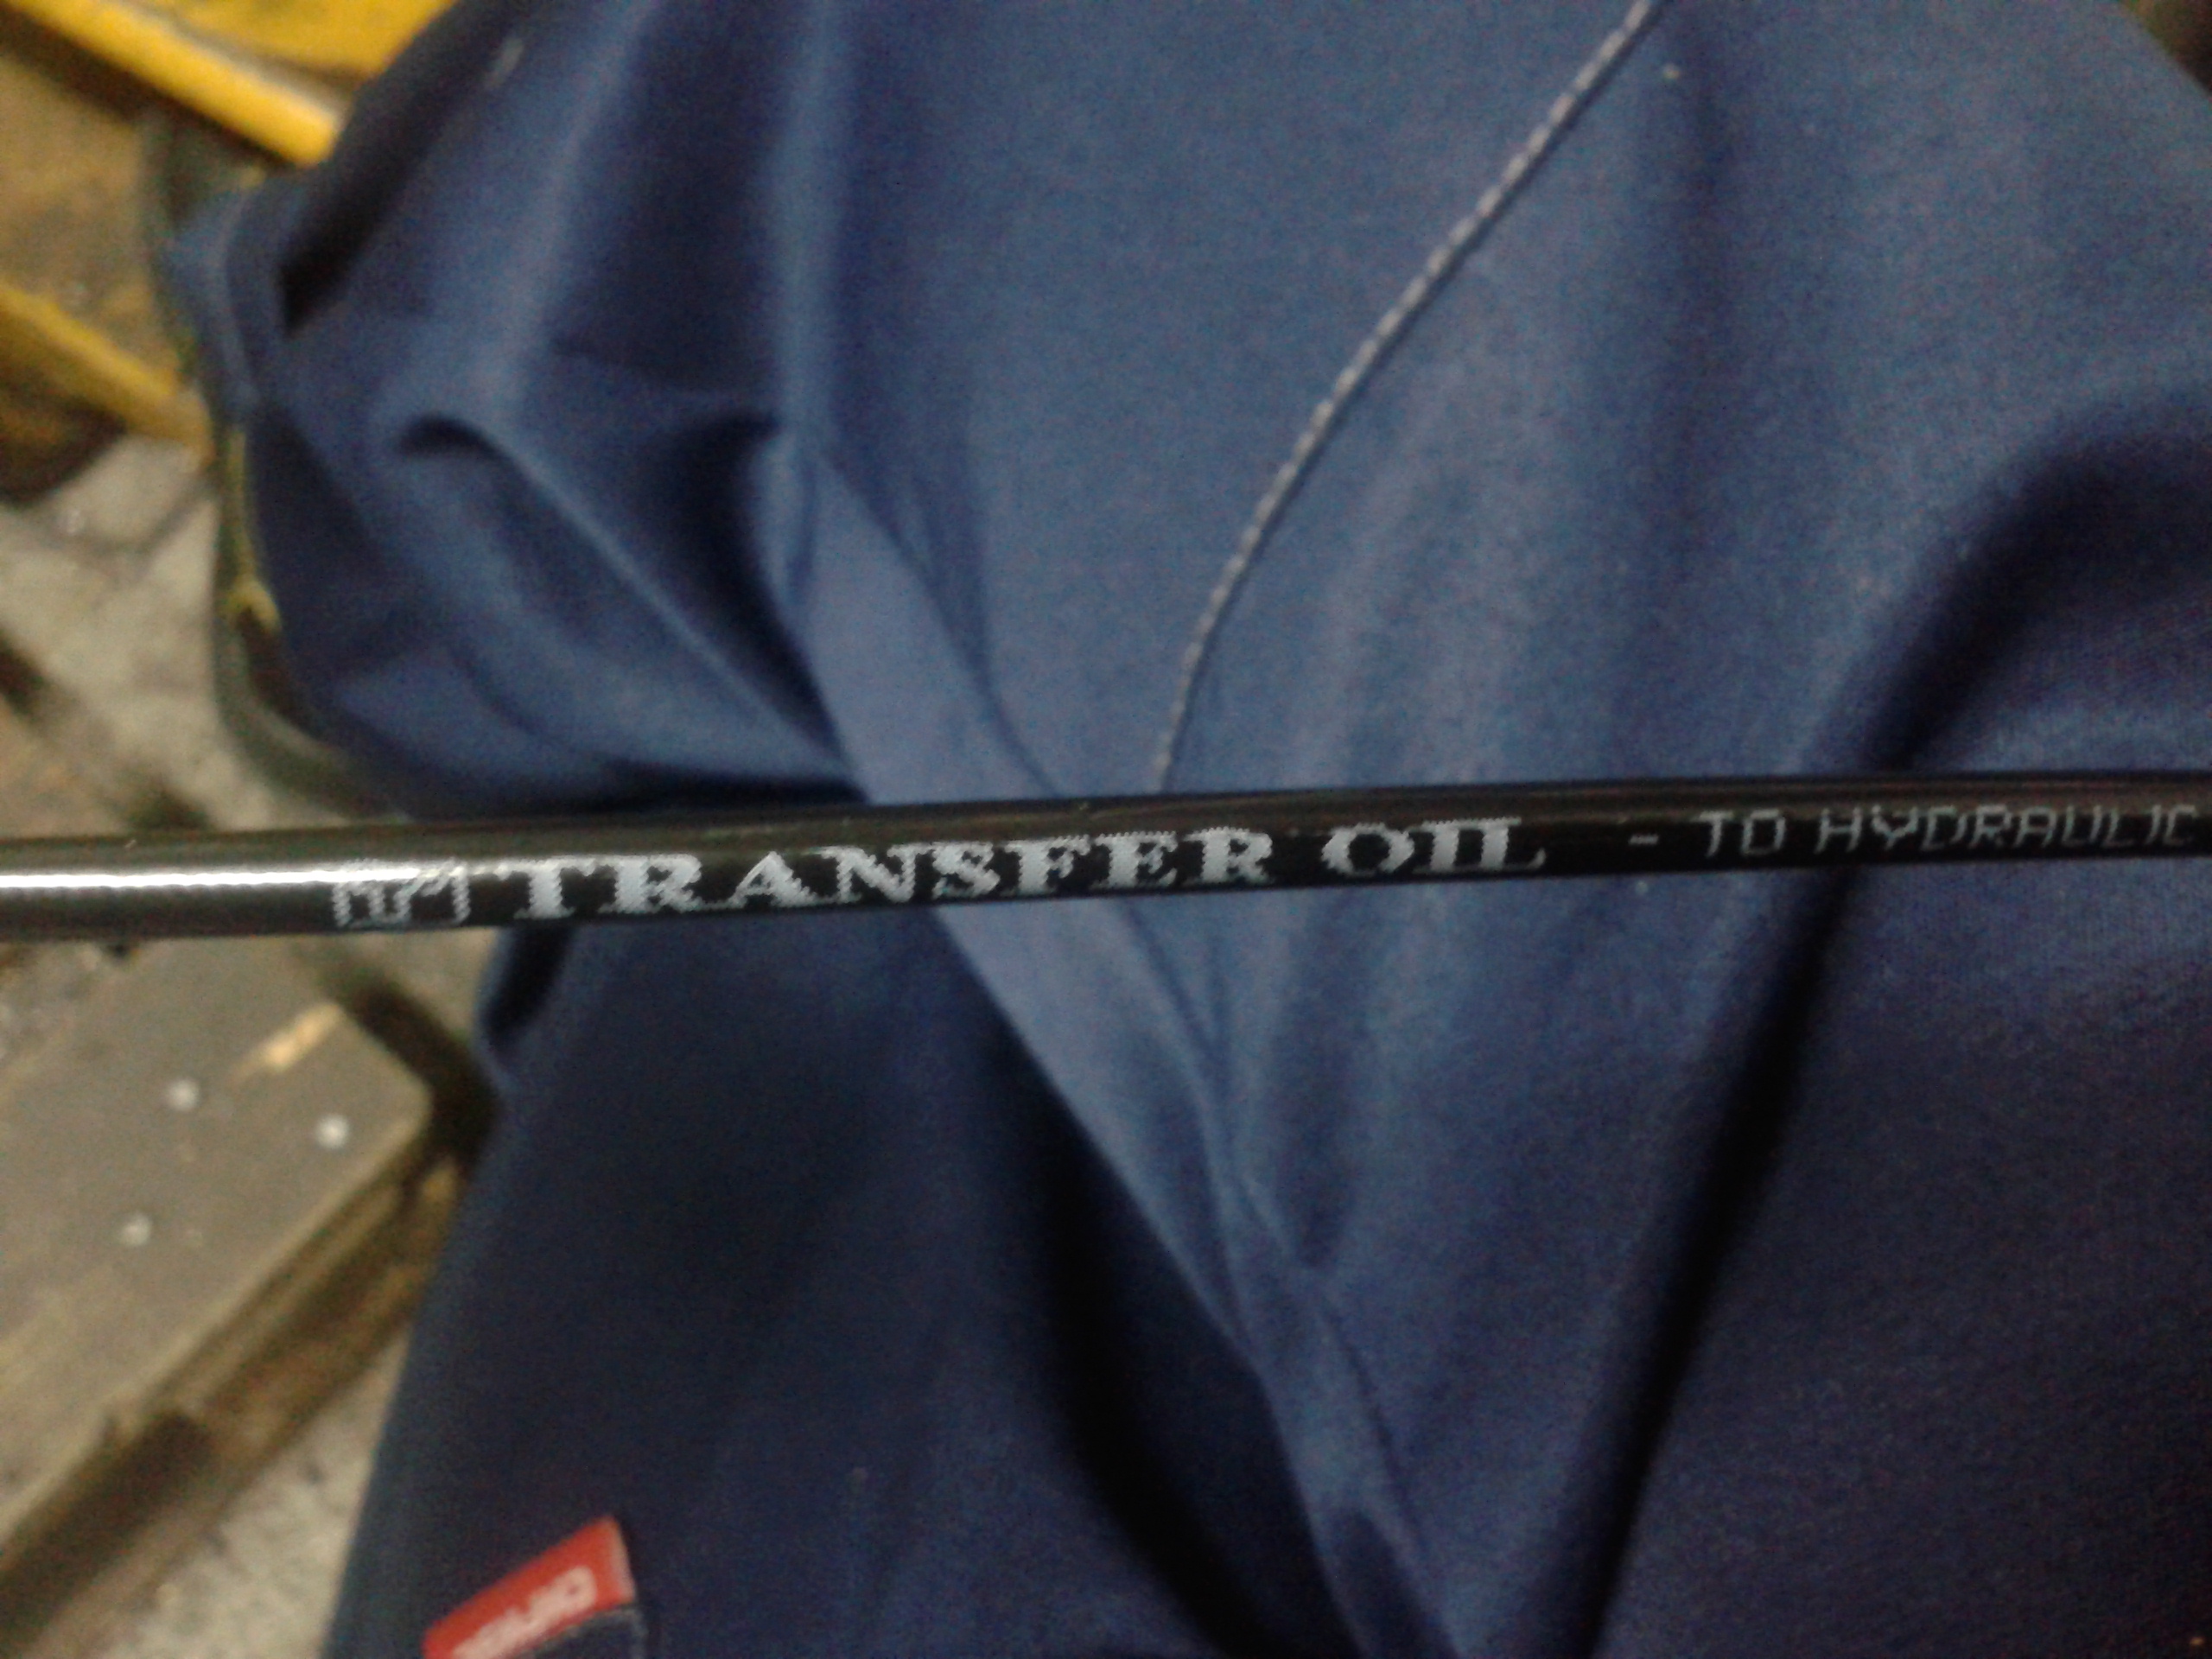 TRANSFER OIL - TO HYDRAULIC